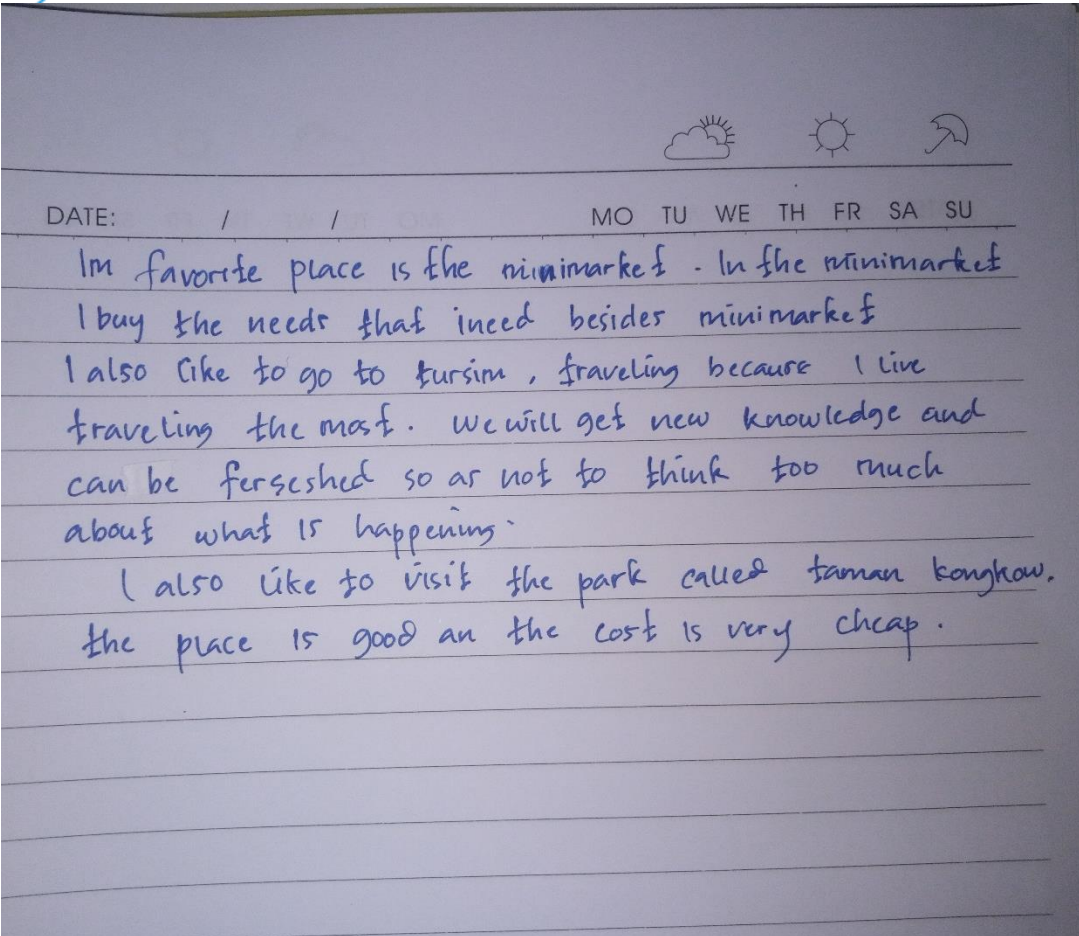 DATE: / / MO TU WE TH FR SA SU
Im favorite place is the minimarket. In the minimarket
I buy the needs that ineed besides minimarket
I also like to go to tursim, traveling because I live
traveling the most. We will get new knowledge and
can be ferseshed so as not to think too much
about what is happening.
I also like to visit the park called taman kongkow.
the place is good an the cost is very cheap.